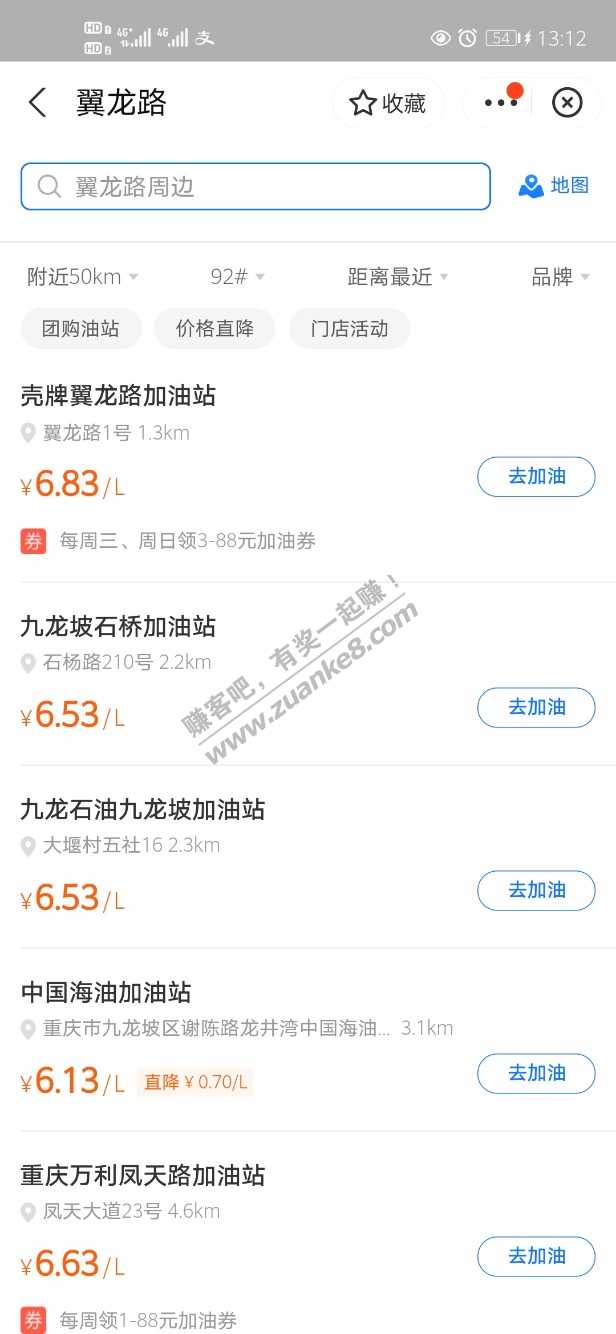 HD 4G+ 4G 支
HD 2 54 13:12
翼龙路 收藏
翼龙路周边 地图
附近50km 92# 距离最近 品牌
团购油站 价格直降 门店活动
壳牌翼龙路加油站
翼龙路1号 1.3km
¥6.83/L 去加油
券 每周三、周日领3-88元加油券
九龙坡石桥加油站
石杨路210号 2.2km
¥6.53/L 去加油
赚客吧，有奖一起赚！
www.zuanke8.com
九龙石油九龙坡加油站
大堰村五社16 2.3km
¥6.53/L 去加油
中国海油加油站
重庆市九龙坡区谢陈路龙井湾中国海油... 3.1km
¥6.13/L 直降¥0.70/L 去加油
重庆万利凤天路加油站
凤天大道23号 4.6km
¥6.63/L 去加油
券 每周领1-88元加油券